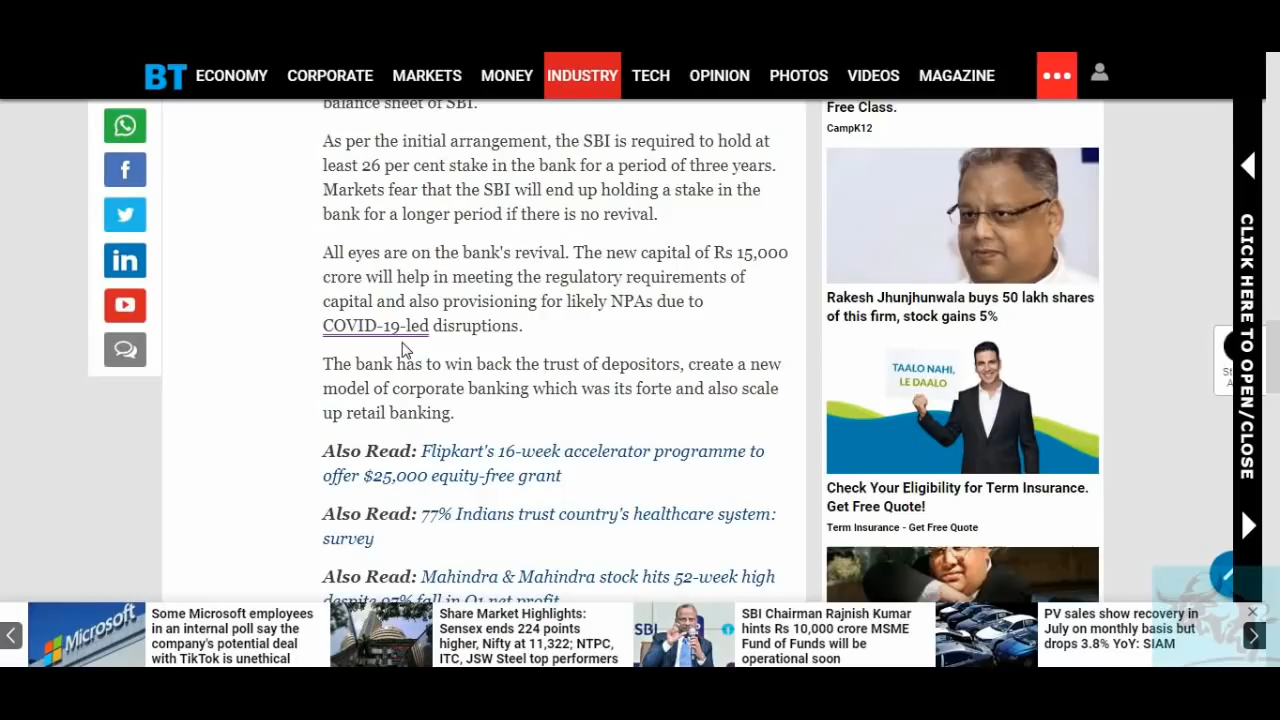 BT ECONOMY CORPORATE MARKETS MONEY INDUSTRY TECH OPINION PHOTOS VIDEOS MAGAZINE
balance sheet of SBI.
As per the initial arrangement, the SBI is required to hold at
least 26 per cent stake in the bank for a period of three years.
Markets fear that the SBI will end up holding a stake in the
bank for a longer period if there is no revival.
All eyes are on the bank's revival. The new capital of Rs 15,000
crore will help in meeting the regulatory requirements of
capital and also provisioning for likely NPAs due to
COVID-19-led disruptions.
The bank has to win back the trust of depositors, create a new
model of corporate banking which was its forte and also scale
up retail banking.
Also Read: Flipkart's 16-week accelerator programme to
offer $25,000 equity-free grant
Also Read: 77% Indians trust country's healthcare system:
survey
Also Read: Mahindra & Mahindra stock hits 52-week high
despite 97% fall in Q1 net profit
Free Class.
CampK12
Rakesh Jhunjhunwala buys 50 lakh shares
of this firm, stock gains 5%
TAALO NAHI,
LE DAALO
Check Your Eligibility for Term Insurance.
Get Free Quote!
Term Insurance - Get Free Quote
CLICK HERE TO OPEN/CLOSE
Microsoft
Some Microsoft employees
in an internal poll say the
company's potential deal
with TikTok is unethical
Share Market Highlights:
Sensex ends 224 points
higher, Nifty at 11,322; NTPC,
ITC, JSW Steel top performers
SBI
SBI Chairman Rajnish Kumar
hints Rs 10,000 crore MSME
Fund of Funds will be
operational soon
PV sales show recovery in
July on monthly basis but
drops 3.8% YoY: SIAM